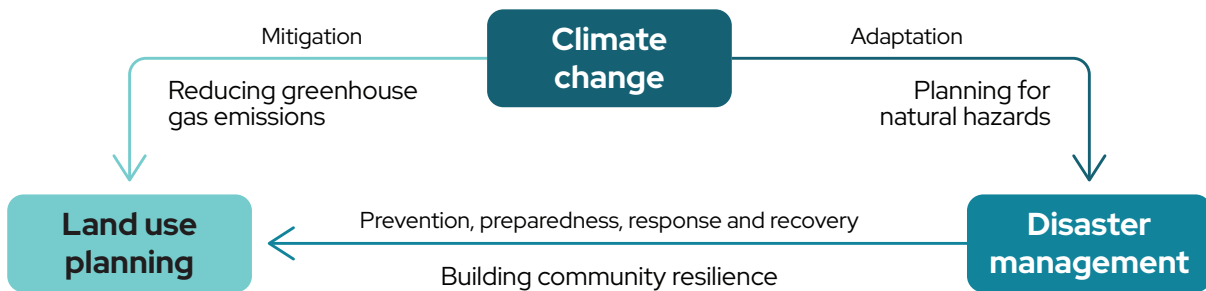 Mitigation
Climate
change
Adaptation
Reducing greenhouse
gas emissions
Planning for
natural hazards
Land use
planning
Prevention, preparedness, response and recovery
Building community resilience
Disaster
management